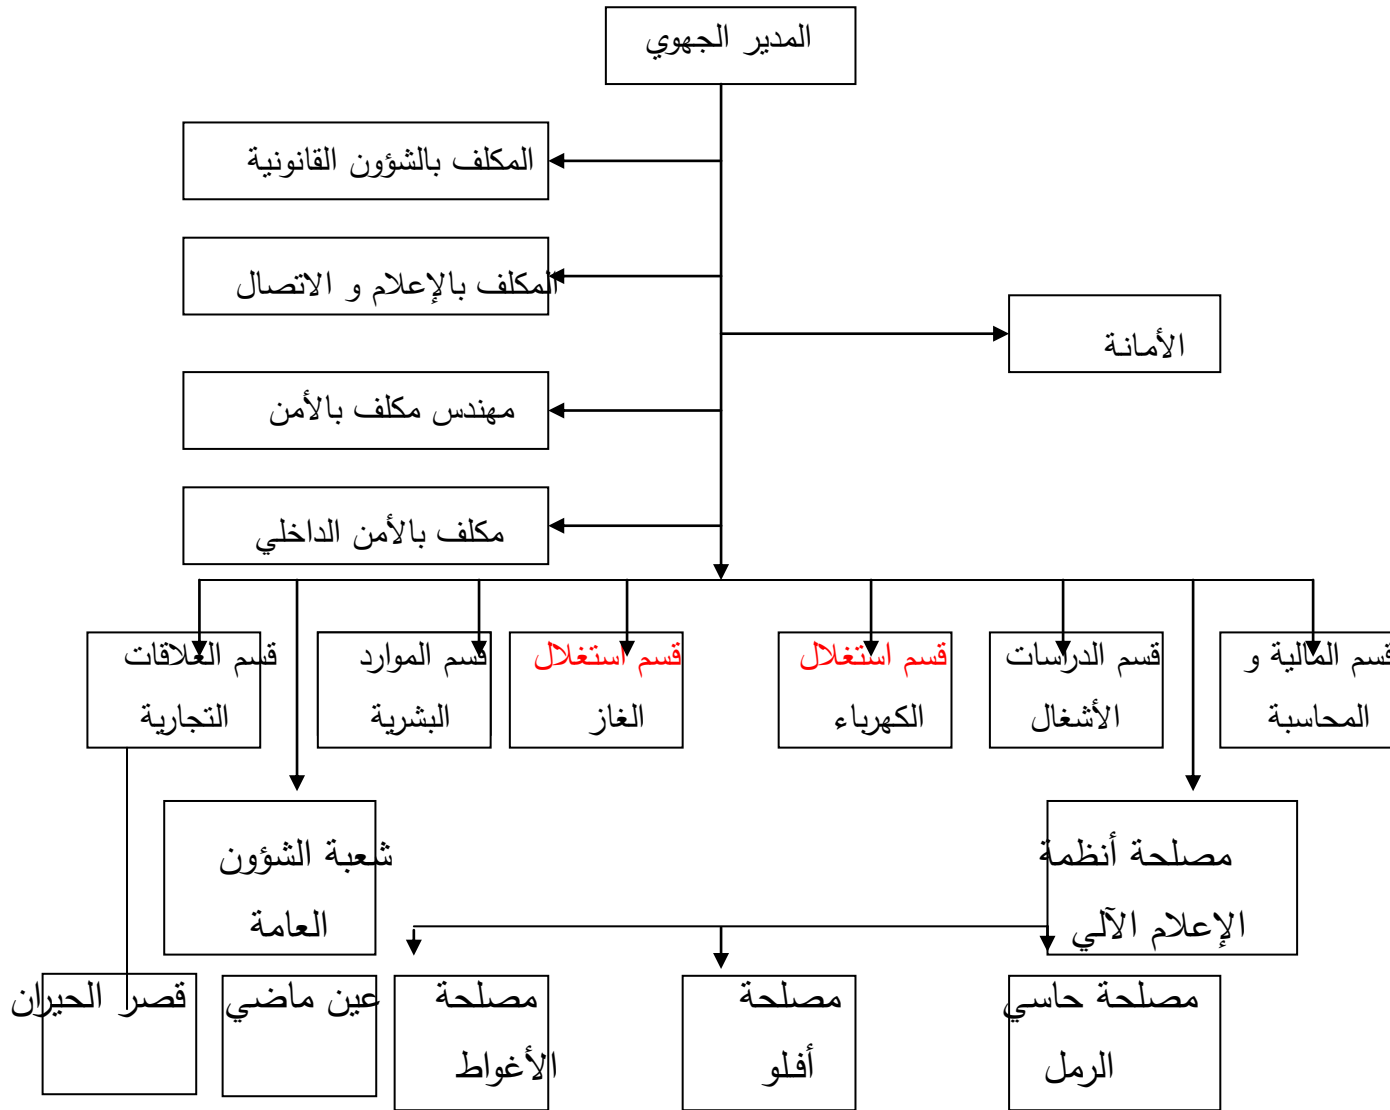 المدير الجهوي
المكلف بالشؤون القانونية
المكلف بالإعلام و الاتصال
الأمانة
مهندس مكلف بالأمن
مكلف بالأمن الداخلي
قسم المالية و
المحاسبة
قسم الدراسات
الأشغال
قسم استغلال
الكهرباء
قسم استغلال
الغاز
قسم الموارد
البشرية
قسم العلاقات
التجارية
مصلحة أنظمة
الإعلام الآلي
شعبة الشؤون
العامة
مصلحة حاسي
الرمل
مصلحة
أفلو
مصلحة
الأغواط
عين ماضي
قصر الحيران